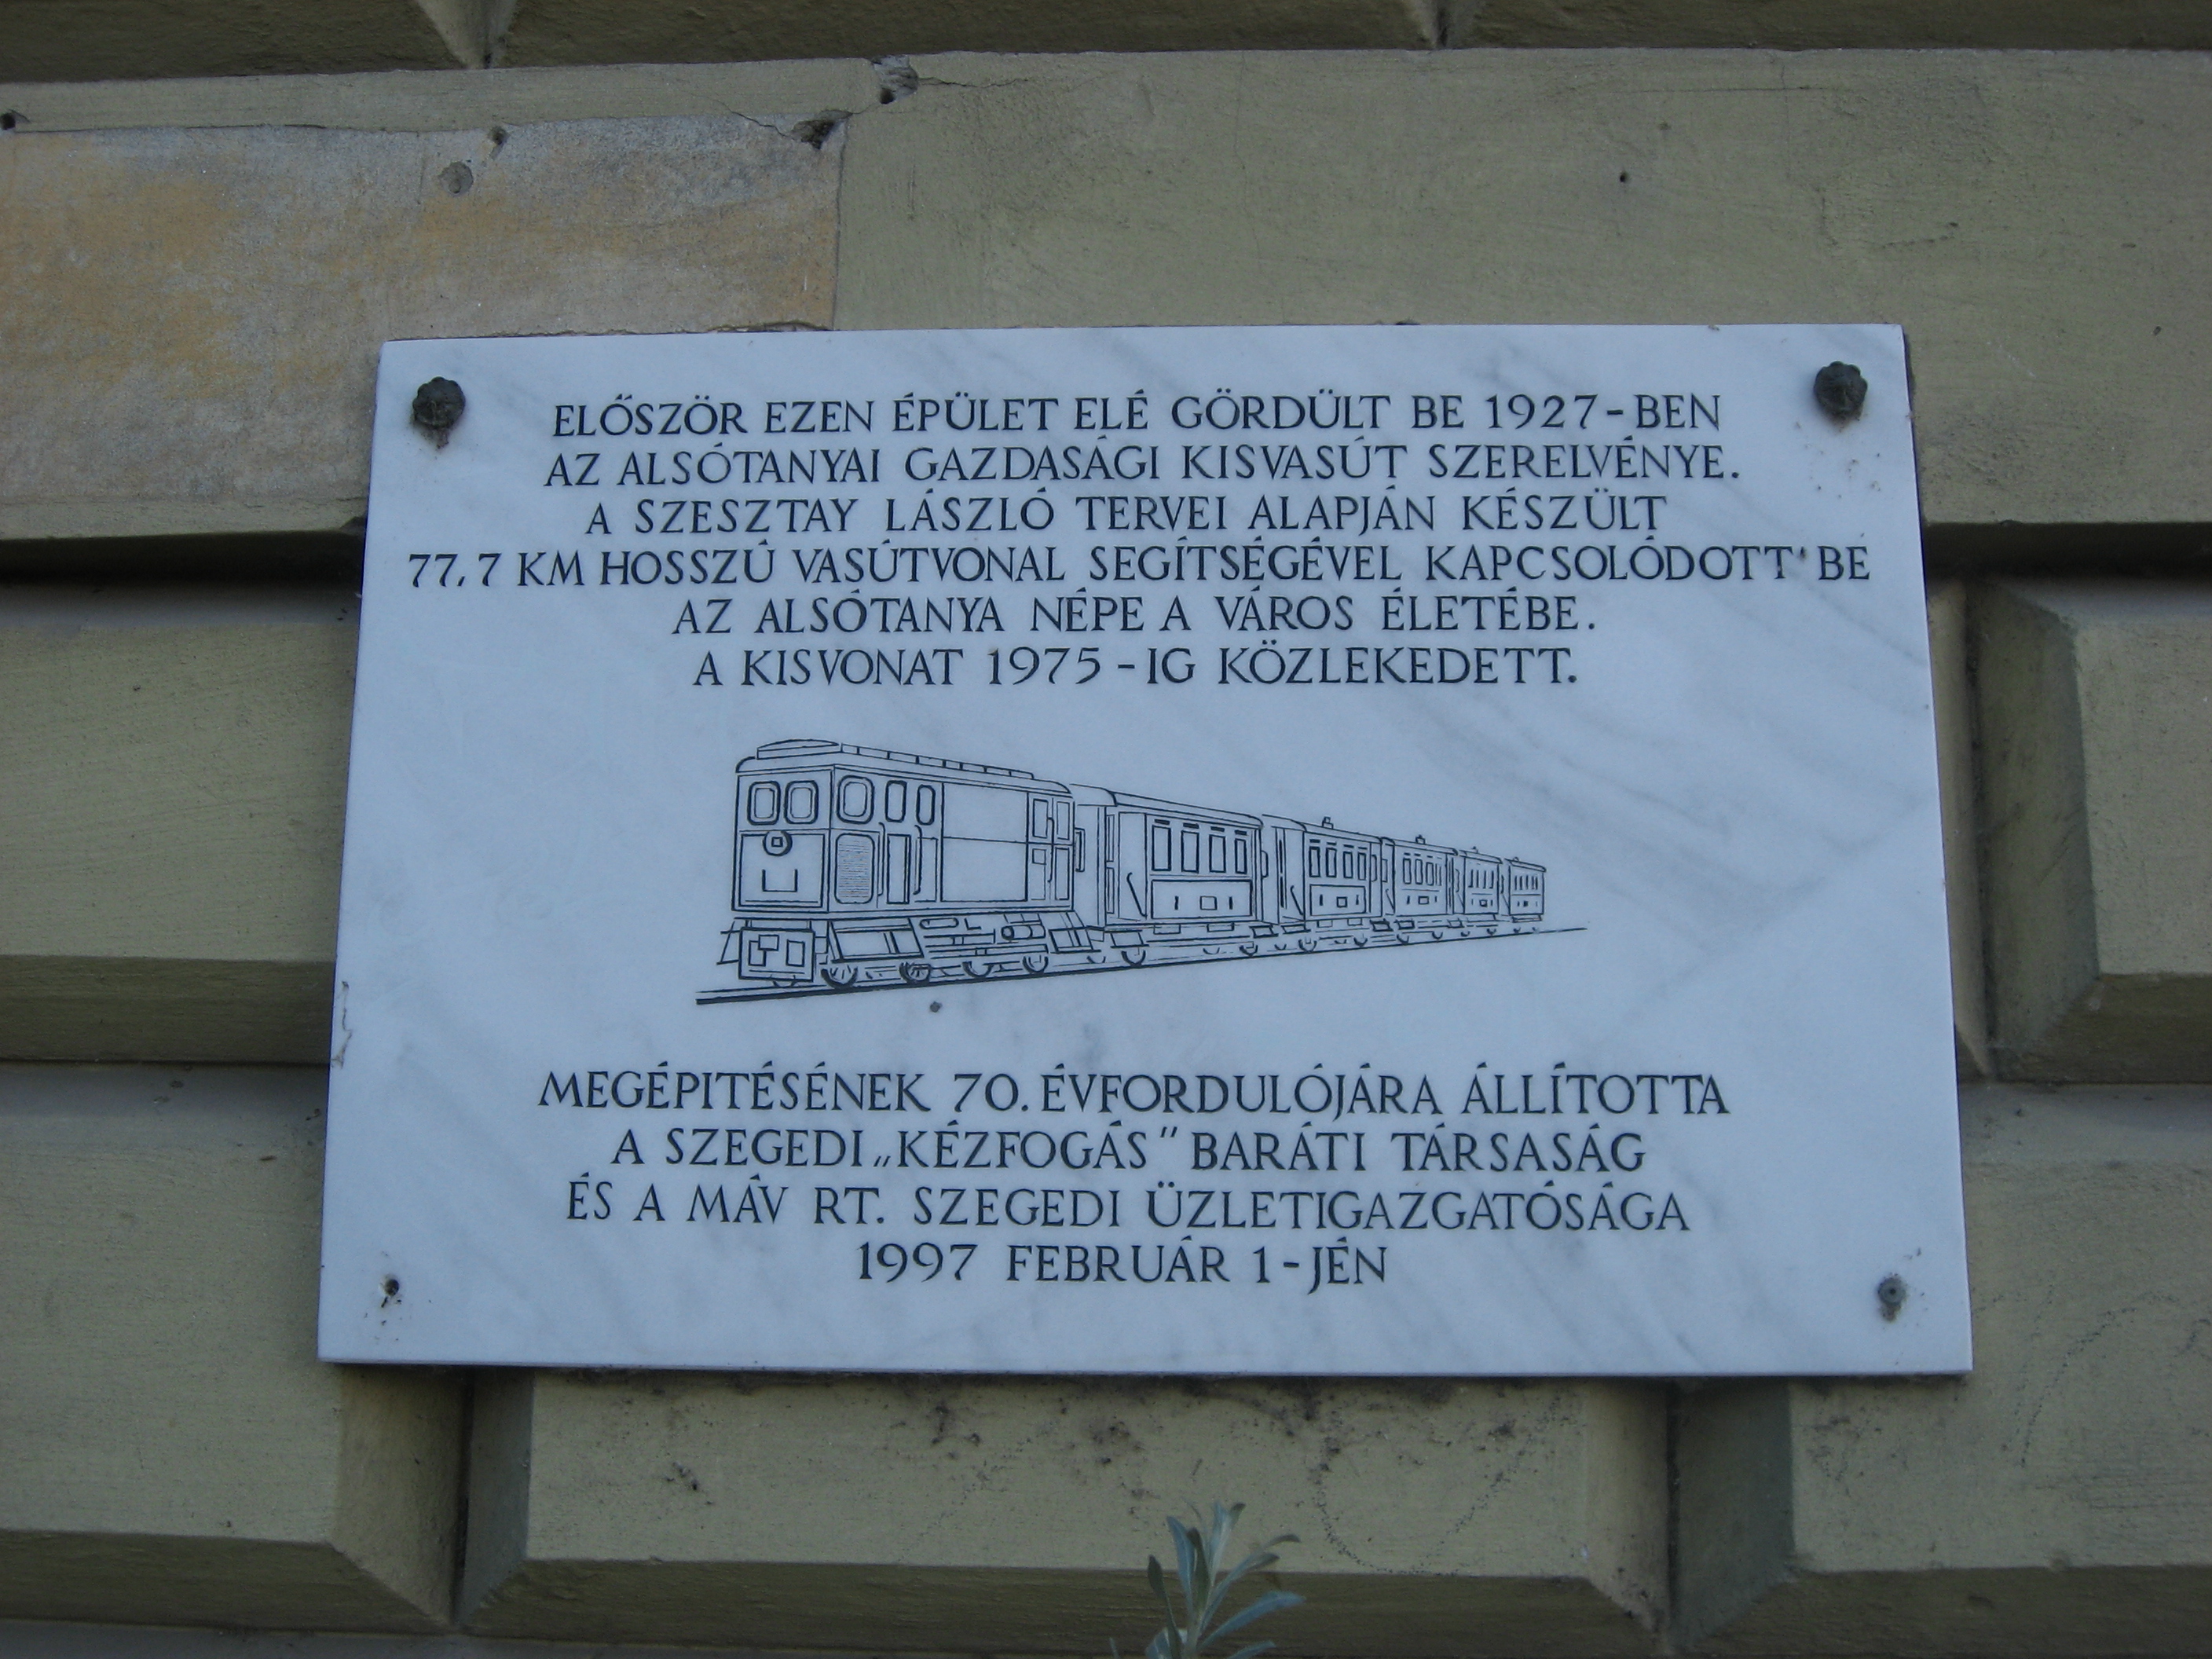 ELŐSZÖR EZEN ÉPÜLET ELÉ GÖRDÜLT BE 1927-BEN
AZ ALSÓTANYAI GAZDASÁGI KISVASÚT SZERELVÉNYE.
A SZESZTAY LÁSZLÓ TERVEI ALAPJÁN KÉSZÜLT
77,7 KM HOSSZÚ VASÚTVONAL SEGÍTSÉGÉVEL KAPCSOLÓDOTT BE
AZ ALSÓTANYA NÉPE A VÁROS ÉLETÉBE.
A KISVONAT 1975-IG KÖZLEKEDETT.
MEGÉPITÉSÉNEK 70. ÉVFORDULÓJÁRA ÁLLÍTOTTA
A SZEGEDI „KÉZFOGÁS" BARÁTI TÁRSASÁG
ÉS A MÁV RT. SZEGEDI ÜZLETIGAZGATÓSÁGA
1997 FEBRUÁR 1-JÉN